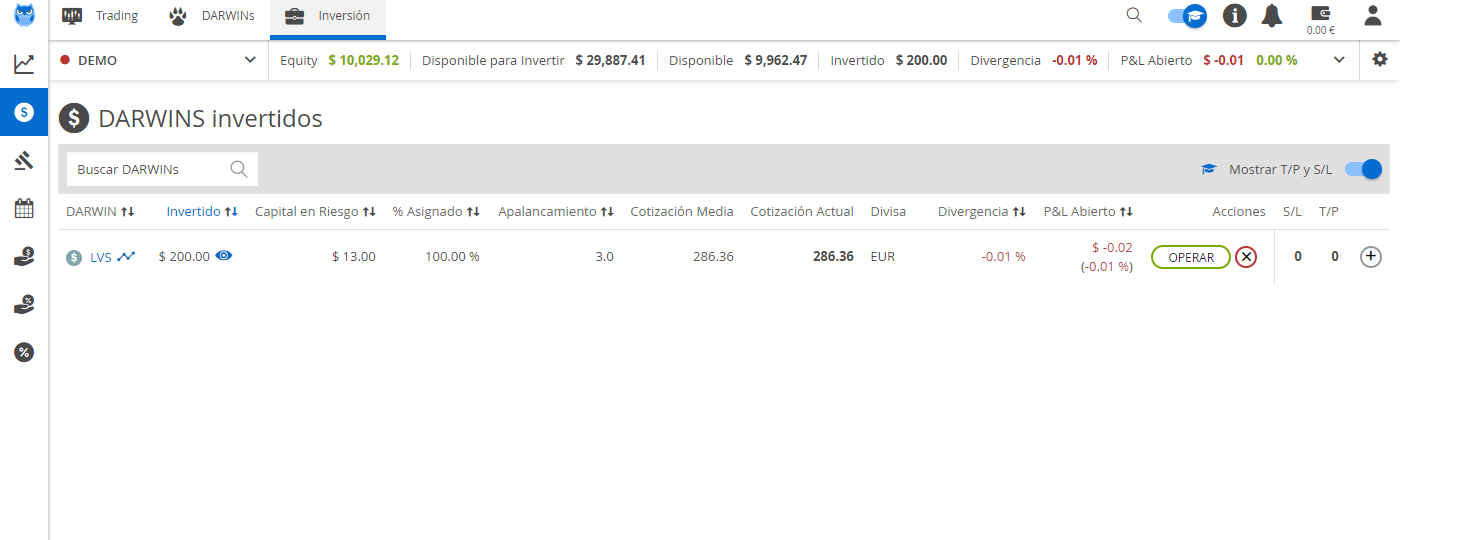 Trading DARWINs Inversión 0.00 €
DEMO Equity $ 10,029.12 Disponible para Invertir $ 29,887.41 Disponible $ 9,962.47 Invertido $ 200.00 Divergencia -0.01 % P&L Abierto $ -0.01 0.00 %
DARWINS invertidos
Buscar DARWINs Mostrar T/P y S/L
DARWIN Invertido Capital en Riesgo % Asignado Apalancamiento Cotización Media Cotización Actual Divisa Divergencia P&L Abierto Acciones S/L T/P
LVS $ 200.00 $ 13.00 100.00 % 3.0 286.36 286.36 EUR -0.01 % $ -0.02 OPERAR 0 0
(-0.01 %)